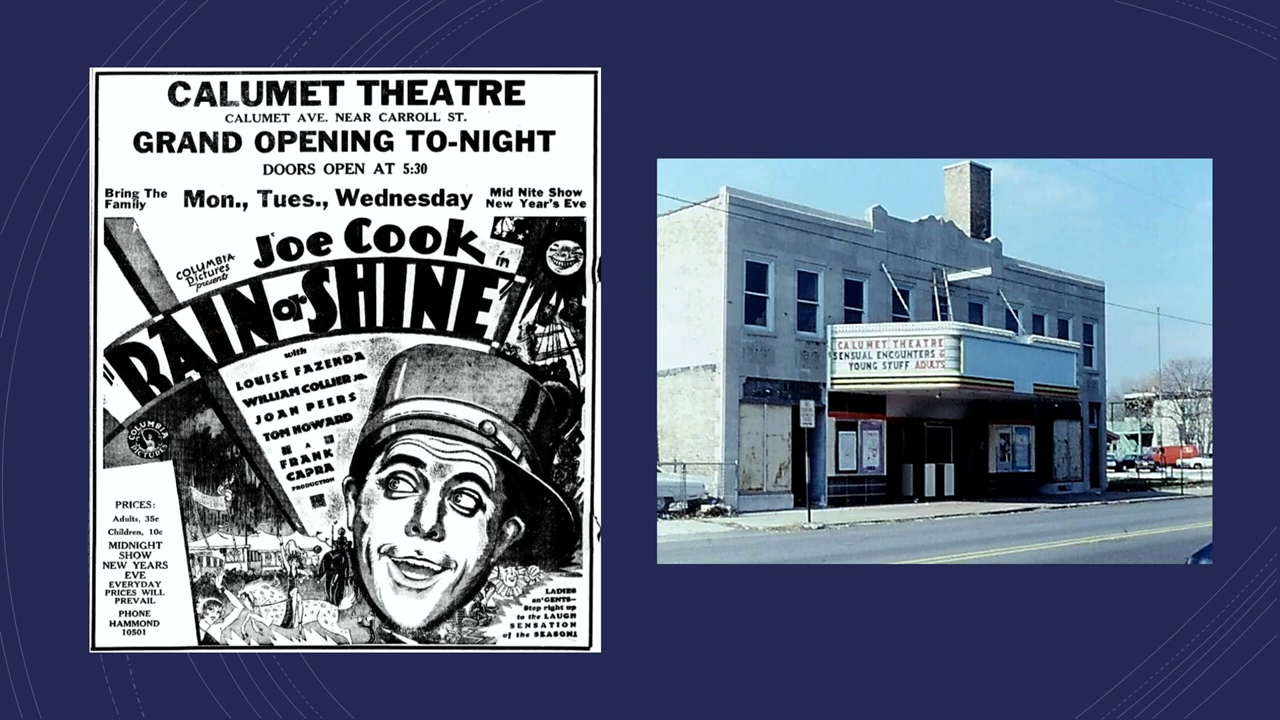 CALUMET THEATRE
CALUMET AVE. NEAR CARROLL ST.
GRAND OPENING TO-NIGHT
DOORS OPEN AT 5:30
Bring The
Family
Mon., Tues., Wednesday
Mid Nite Show
New Year's Eve
COLUMBIA
Pictures
presents
Joe Cook
in
"RAIN or SHINE"
with
LOUISE FAZENDA
WILLIAM COLLIER JR.
JOAN PEERS
TOM HOWARD
A
FRANK
CAPRA
PRODUCTION
COLUMBIA
PICTURES
PRICES:
Adults, 35c
Children, 10c
MIDNIGHT
SHOW
NEW YEARS
EVE
EVERYDAY
PRICES WILL
PREVAIL
PHONE
HAMMOND
10501
LADIES
an' GENTS—
Step right up
to the LAUGH
SENSATION
of the SEASON!
CALUMET THEATRE
SENSUAL ENCOUNTERS &
YOUNG STUFF ADULTS